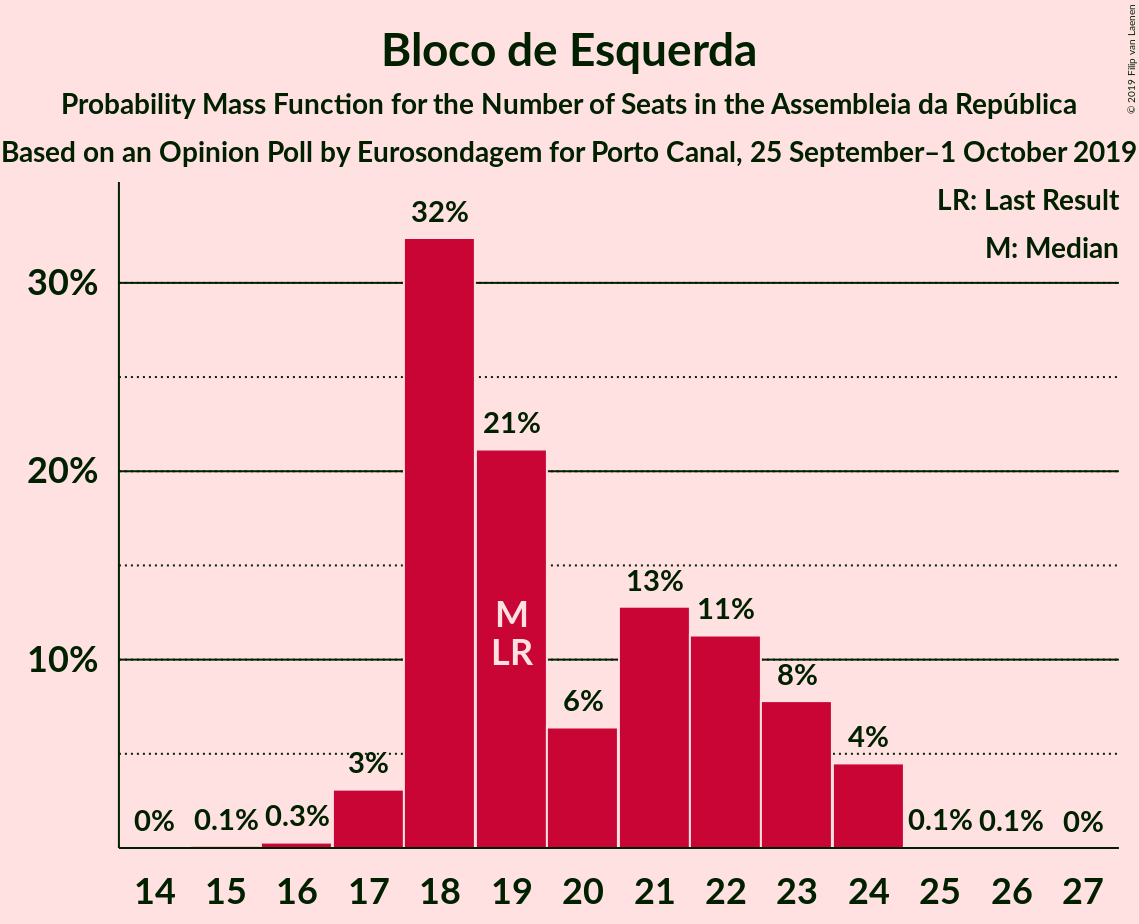 Bloco de Esquerda
Probability Mass Function for the Number of Seats in the Assembleia da República
Based on an Opinion Poll by Eurosondagem for Porto Canal, 25 September–1 October 2019
© 2019 Filip van Laenen
LR: Last Result
M: Median
32%
30%
21%
20%
13%
11%
M
LR
10%
8%
6%
4%
3%
0% 0.1% 0.3% 0.1% 0.1% 0%
14 15 16 17 18 19 20 21 22 23 24 25 26 27